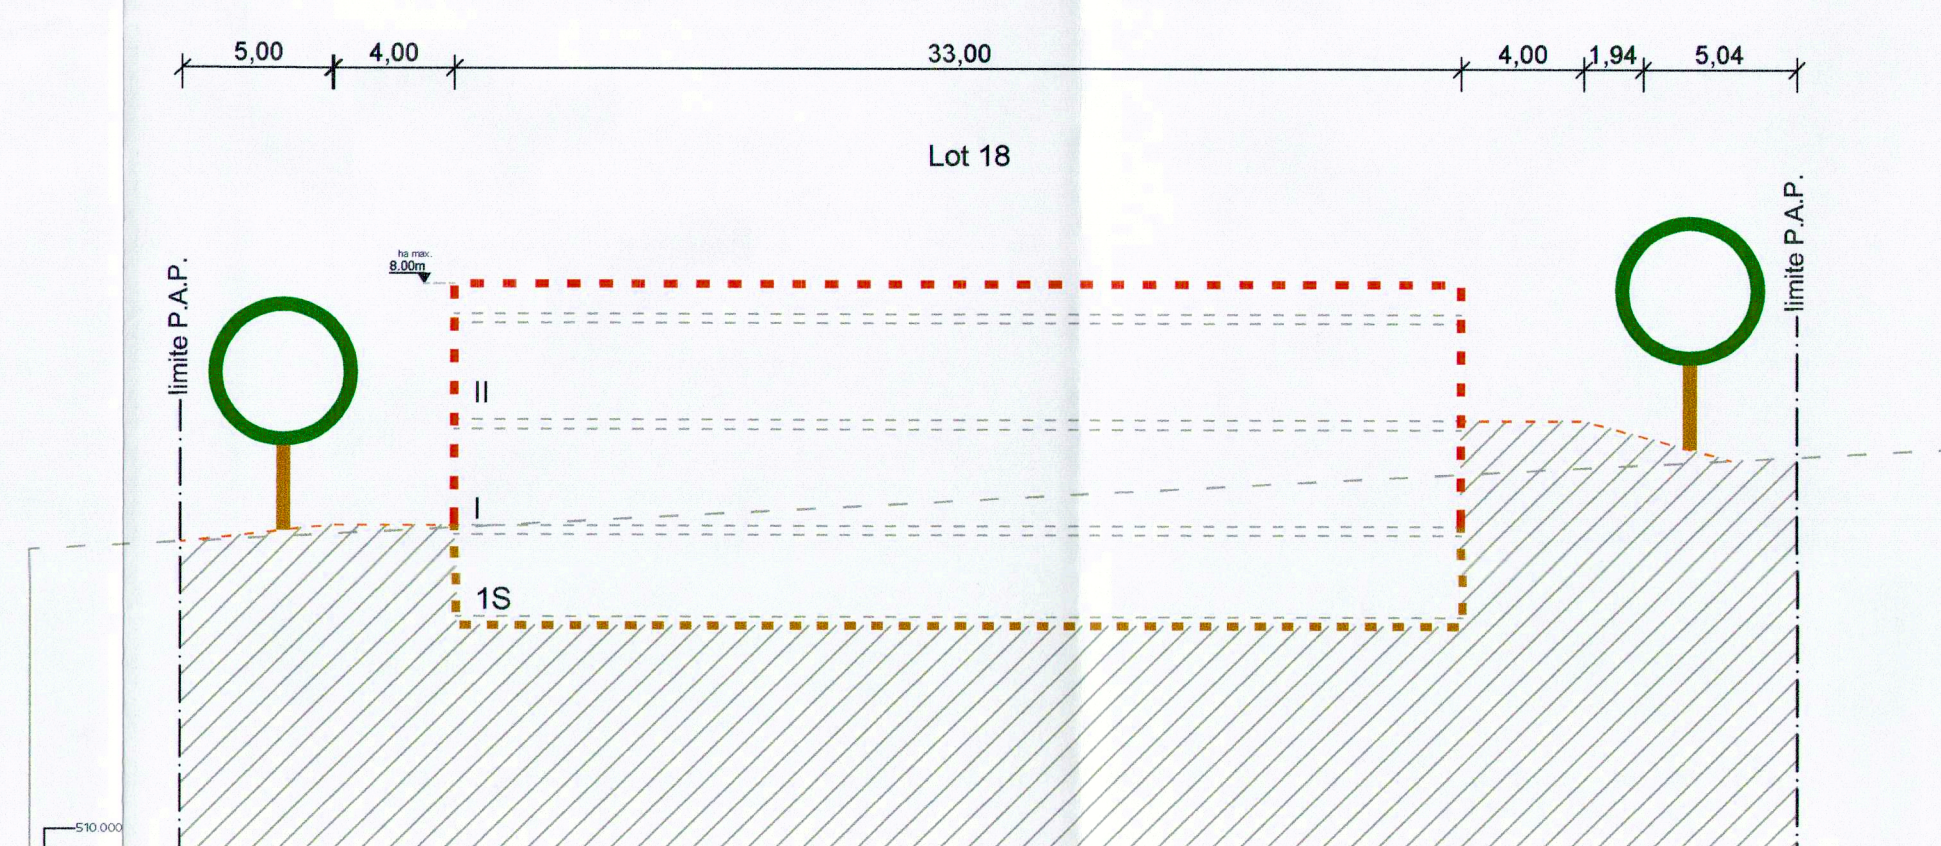 5,00 4,00 33,00 4,00 1,94 5,04
Lot 18
limite P.A.P.
ha max.
8.00m
limite P.A.P.
II
I
1S
510.000